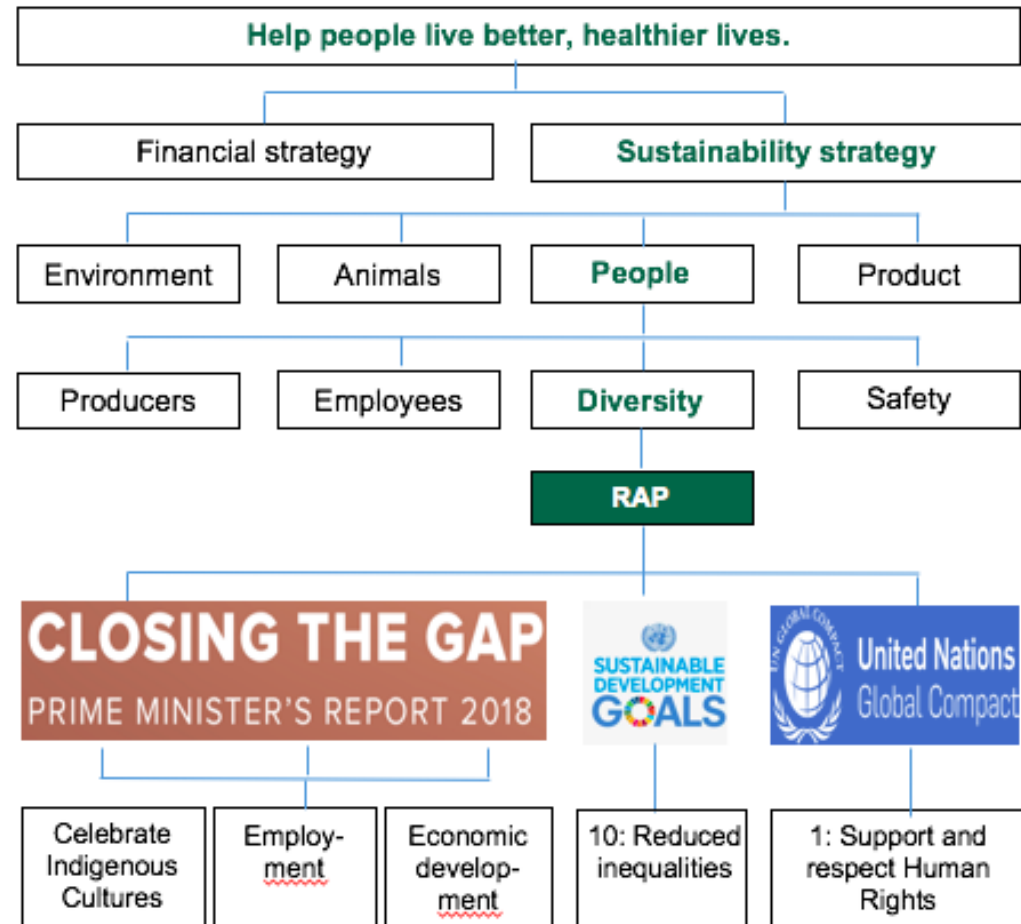 Help people live better, healthier lives.
Financial strategy
Sustainability strategy
Environment
Animals
People
Product
Producers
Employees
Diversity
Safety
RAP
CLOSING THE GAP
PRIME MINISTER'S REPORT 2018
SUSTAINABLE
DEVELOPMENT
GOALS
UN GLOBAL COMPACT
United Nations
Global Compact
Celebrate
Indigenous
Cultures
Employ-
ment
Economic
develop-
ment
10: Reduced
inequalities
1: Support and
respect Human
Rights